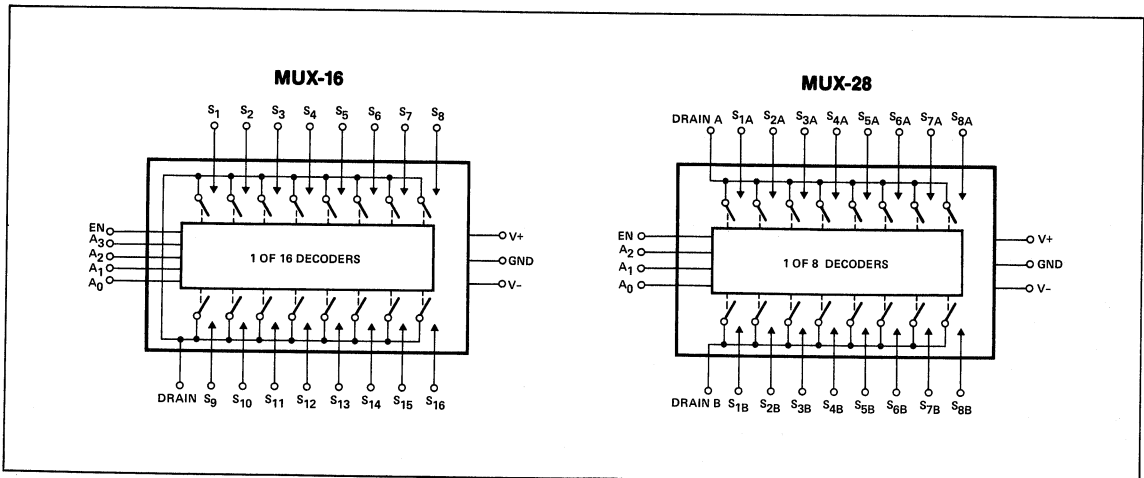 MUX-16
S1 S2 S3 S4 S5 S6 S7 S8
EN
A3
A2
A1
A0
1 OF 16 DECODERS
V+
GND
V−
DRAIN S9 S10 S11 S12 S13 S14 S15 S16
MUX-28
DRAIN A S1A S2A S3A S4A S5A S6A S7A S8A
EN
A2
A1
A0
1 OF 8 DECODERS
V+
GND
V−
DRAIN B S1B S2B S3B S4B S5B S6B S7B S8B